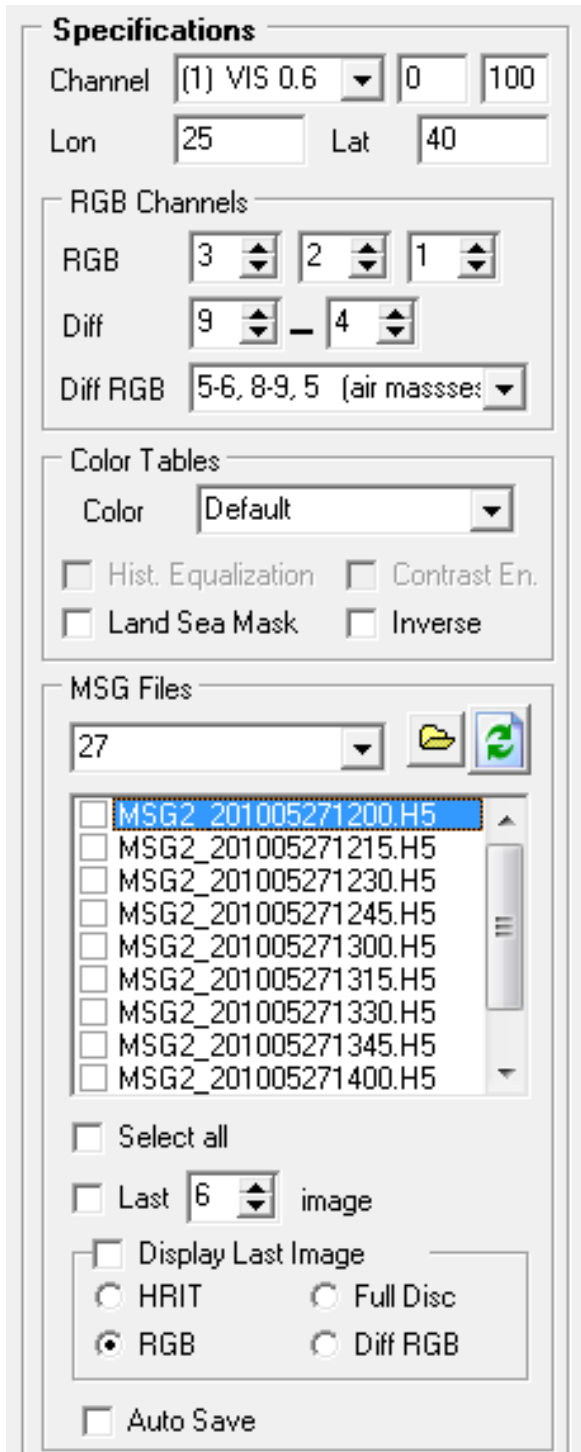 Specifications
Channel (1) VIS 0.6 0 100
Lon 25 Lat 40
RGB Channels
RGB 3 2 1
Diff 9 – 4
Diff RGB 5-6, 8-9, 5 (air massses
Color Tables
Color Default
Hist. Equalization Contrast En.
Land Sea Mask Inverse
MSG Files
27
MSG2_201005271200.H5
MSG2_201005271215.H5
MSG2_201005271230.H5
MSG2_201005271245.H5
MSG2_201005271300.H5
MSG2_201005271315.H5
MSG2_201005271330.H5
MSG2_201005271345.H5
MSG2_201005271400.H5
Select all
Last 6 image
Display Last Image
HRIT Full Disc
RGB Diff RGB
Auto Save